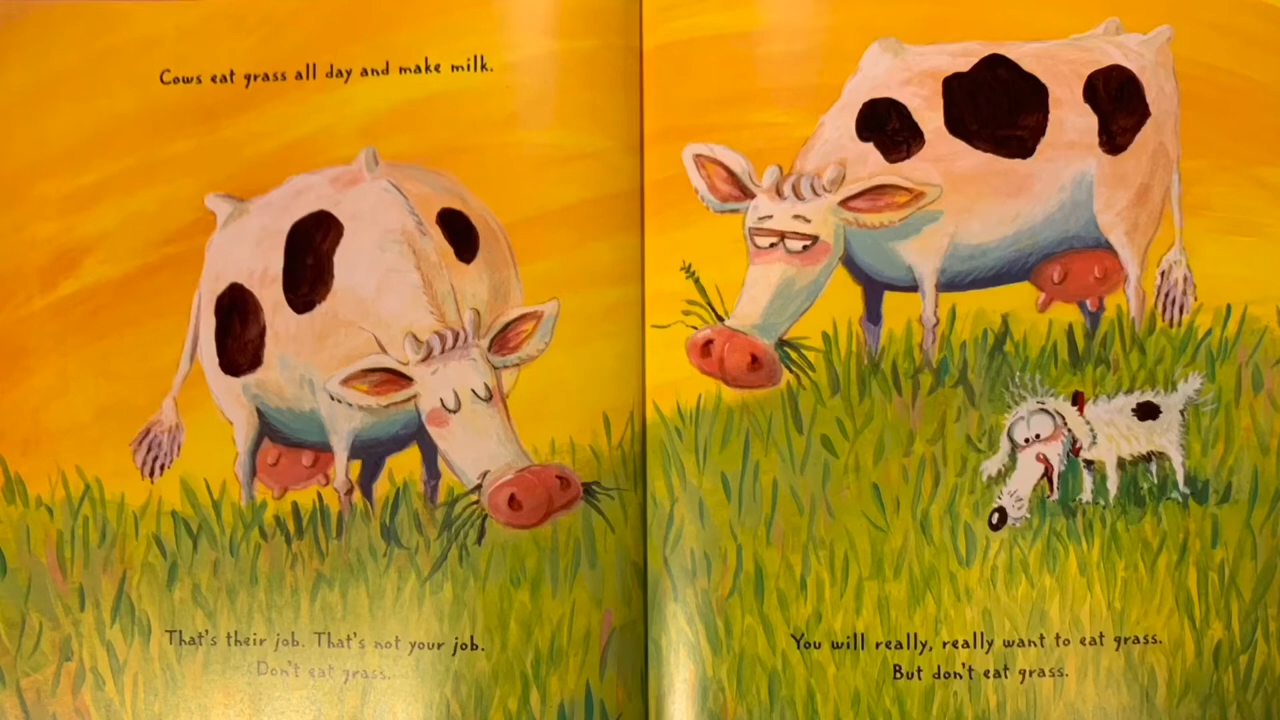 Cows eat grass all day and make milk.
That's their job. That's not your job.
Don't eat grass.
You will really, really want to eat grass.
But don't eat grass.